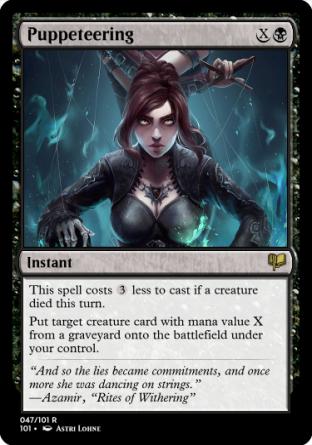 Puppeteering X
Instant
This spell costs 3 less to cast if a creature
died this turn.
Put target creature card with mana value X
from a graveyard onto the battlefield under
your control.
“And so the lies became commitments, and once
more she was dancing on strings.”
—Azamir, “Rites of Withering”
047/101 R
101 • Astri Lohne